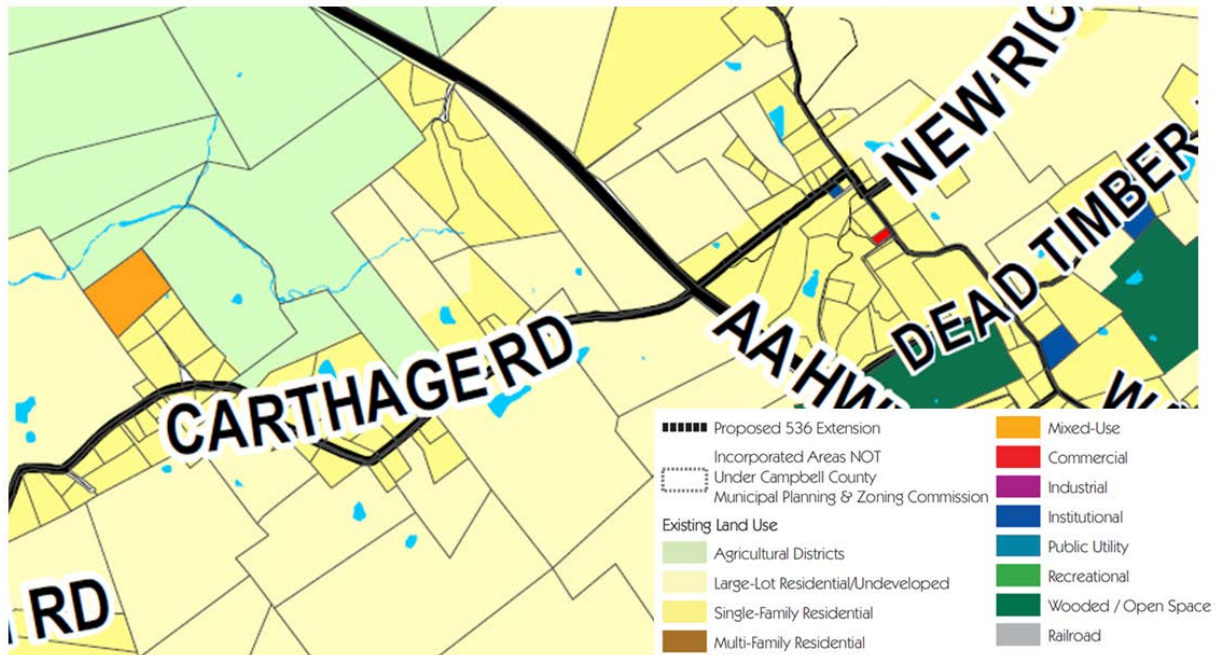 NEW RIC
DEAD TIMBER
AA HW
CARTHAGE RD
RD
Proposed 536 Extension
Incorporated Areas NOT
Under Campbell County
Municipal Planning & Zoning Commission
Existing Land Use
Agricultural Districts
Large-Lot Residential/Undeveloped
Single-Family Residential
Multi-Family Residential
Mixed-Use
Commercial
Industrial
Institutional
Public Utility
Recreational
Wooded / Open Space
Railroad